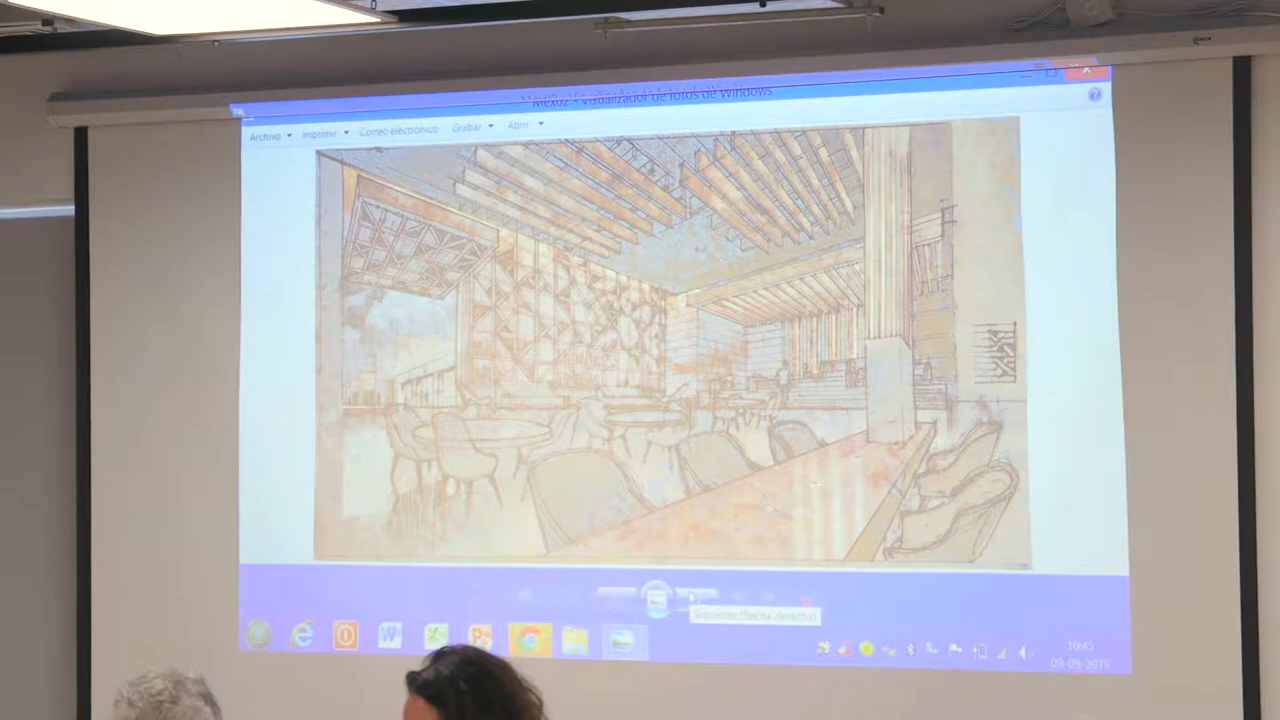 Mex02 - Visualizador de fotos de Windows
Archivo Imprimir Correo electrónico Grabar Abrir
Siguiente (flecha derecha)
10:45
09-09-2019